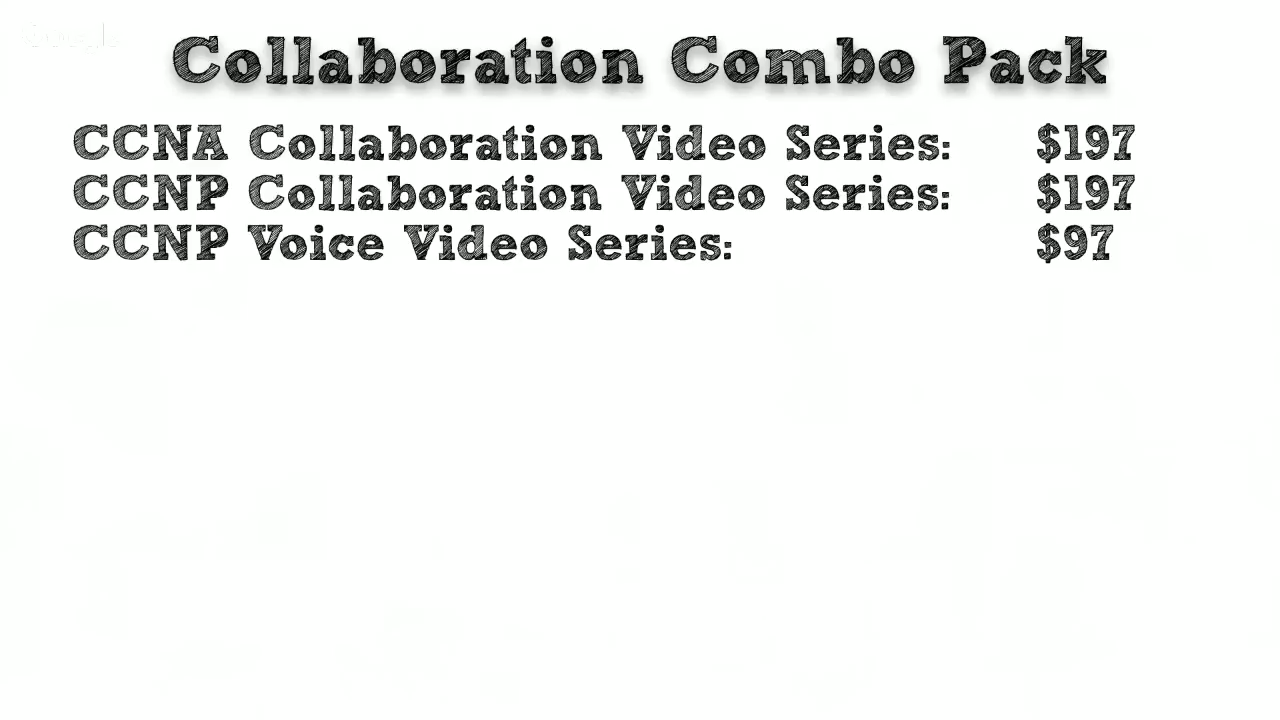 Collaboration Combo Pack
CCNA Collaboration Video Series: $197
CCNP Collaboration Video Series: $197
CCNP Voice Video Series: $97